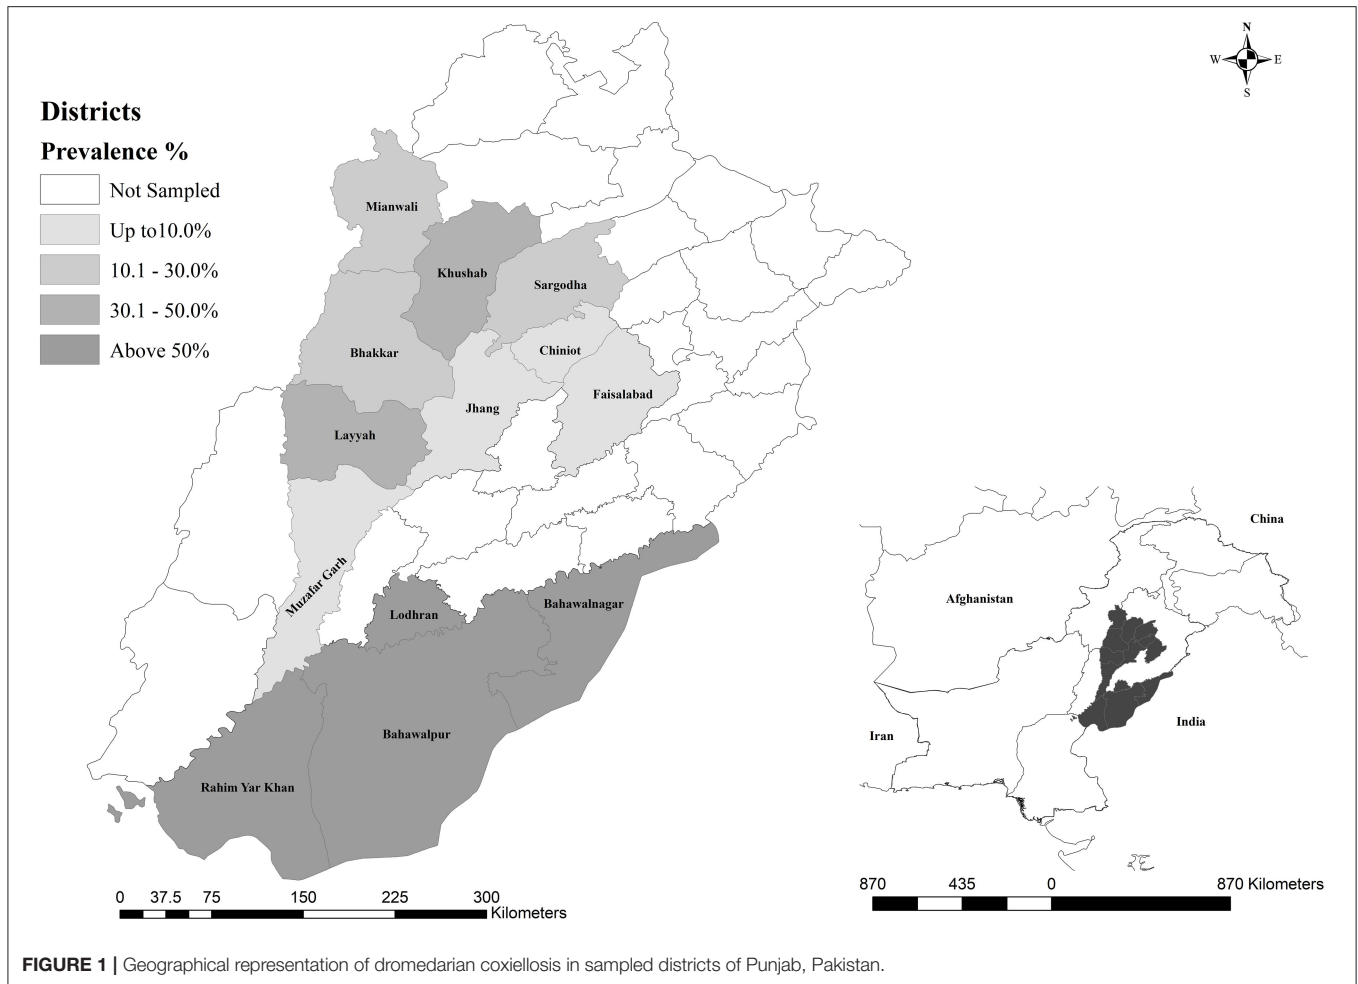 N
W E
S
Districts
Prevalence %
Not Sampled
Up to10.0%
10.1 - 30.0%
30.1 - 50.0%
Above 50%
Mianwali
Khushab
Sargodha
Bhakkar
Chiniot
Faisalabad
Jhang
Layyah
Muzafar Garh
Lodhran
Bahawalnagar
Bahawalpur
Rahim Yar Khan
0 37.5 75 150 225 300
Kilometers
China
Afghanistan
Iran
India
870 435 0 870 Kilometers
FIGURE 1 | Geographical representation of dromedarian coxiellosis in sampled districts of Punjab, Pakistan.